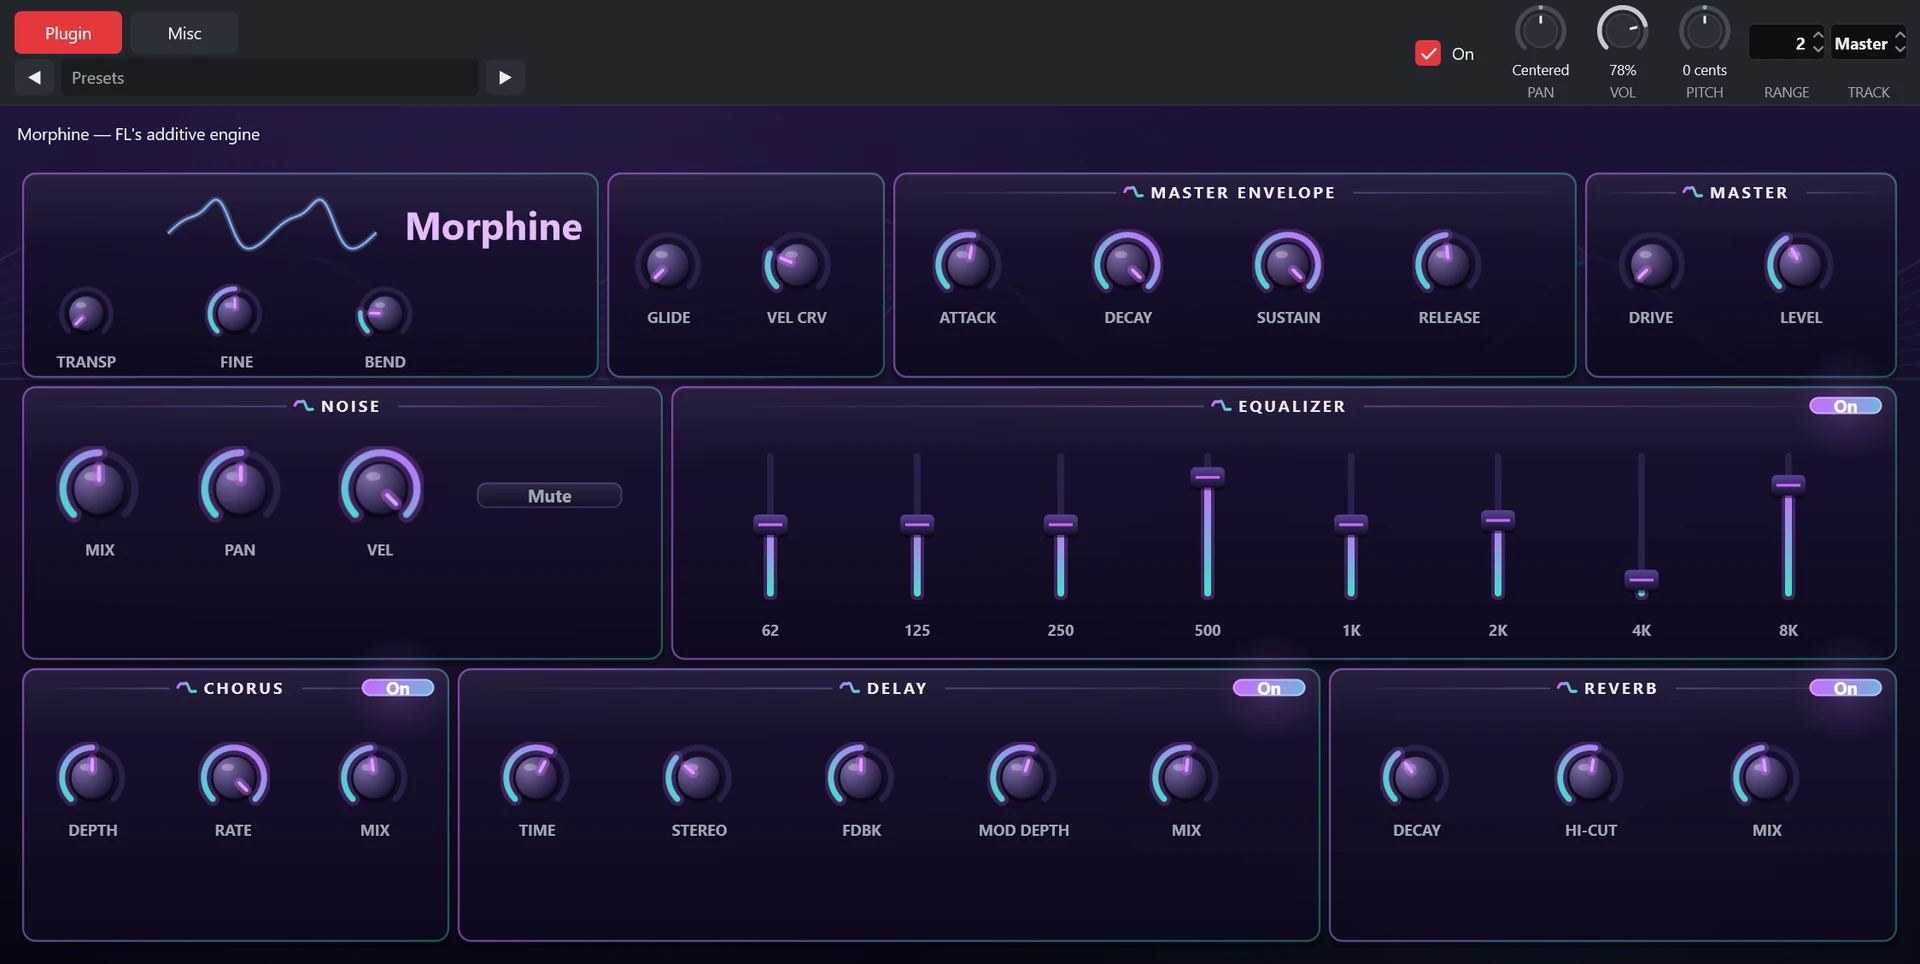 Plugin
Misc
Presets
On
Centered
78%
0 cents
2
Master
PAN
VOL
PITCH
RANGE
TRACK
Morphine — FL's additive engine
Morphine
TRANSP
FINE
BEND
GLIDE
VEL CRV
MASTER ENVELOPE
ATTACK
DECAY
SUSTAIN
RELEASE
MASTER
DRIVE
LEVEL
NOISE
MIX
PAN
VEL
Mute
EQUALIZER
On
62
125
250
500
1K
2K
4K
8K
CHORUS
On
DEPTH
RATE
MIX
DELAY
On
TIME
STEREO
FDBK
MOD DEPTH
MIX
REVERB
On
DECAY
HI-CUT
MIX